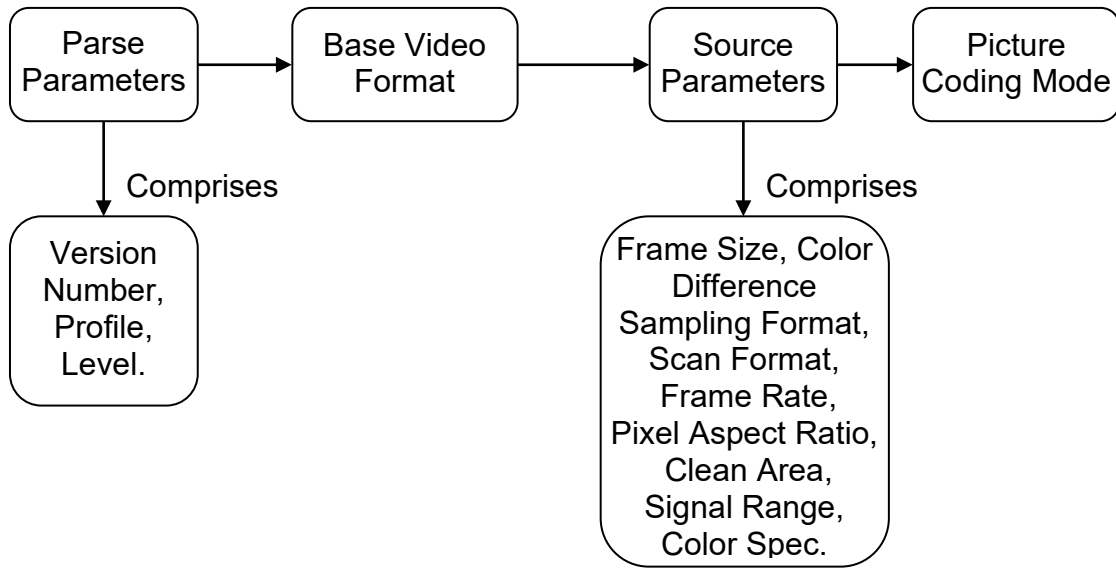 Parse
Parameters
Base Video
Format
Source
Parameters
Picture
Coding Mode
Comprises
Comprises
Version
Number,
Profile,
Level.
Frame Size, Color
Difference
Sampling Format,
Scan Format,
Frame Rate,
Pixel Aspect Ratio,
Clean Area,
Signal Range,
Color Spec.